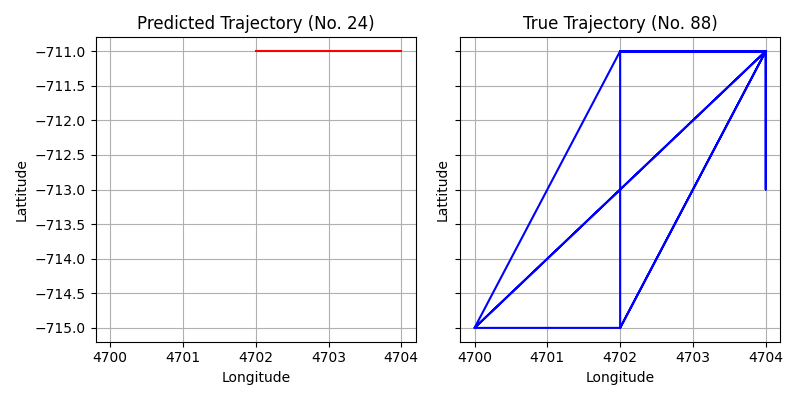 Predicted Trajectory (No. 24)
−711.0
−711.5
−712.0
−712.5
−713.0
−713.5
−714.0
−714.5
−715.0
Lattitude
4700 4701 4702 4703 4704
Longitude
True Trajectory (No. 88)
Lattitude
4700 4701 4702 4703 4704
Longitude